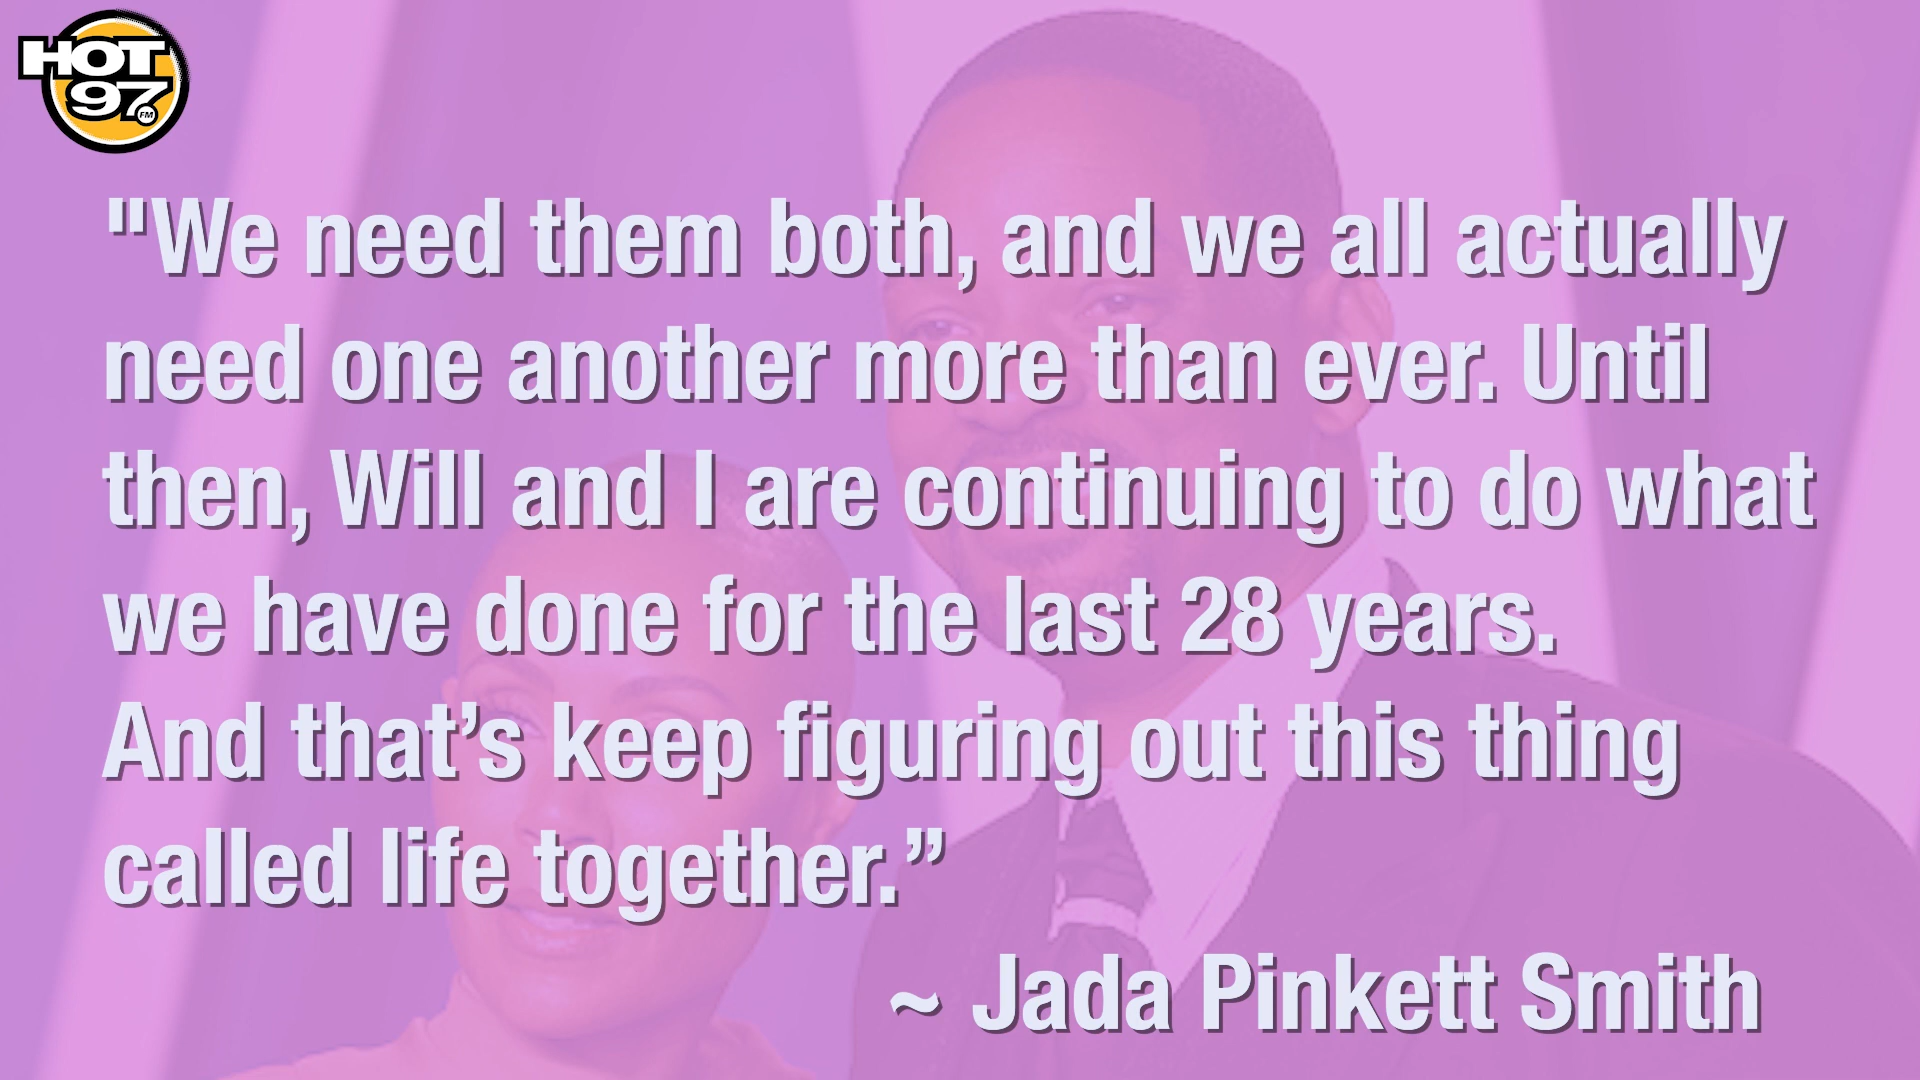 HOT
97
FM
"We need them both, and we all actually
need one another more than ever. Until
then, Will and I are continuing to do what
we have done for the last 28 years.
And that’s keep figuring out this thing
called life together.”
~ Jada Pinkett Smith